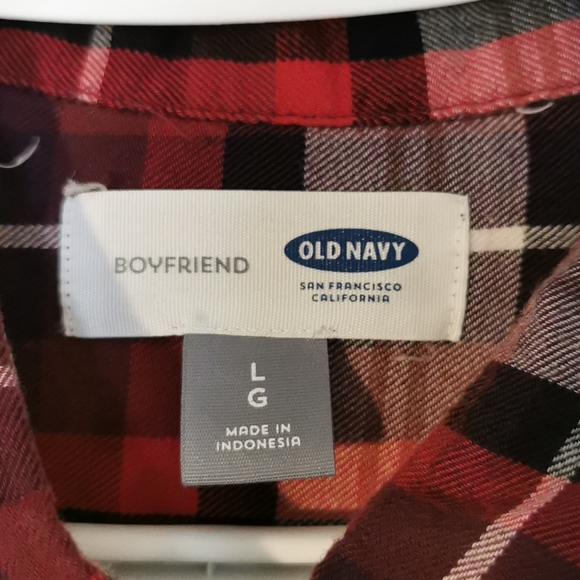 BOYFRIEND
OLD NAVY
SAN FRANCISCO
CALIFORNIA
L
G
MADE IN
INDONESIA